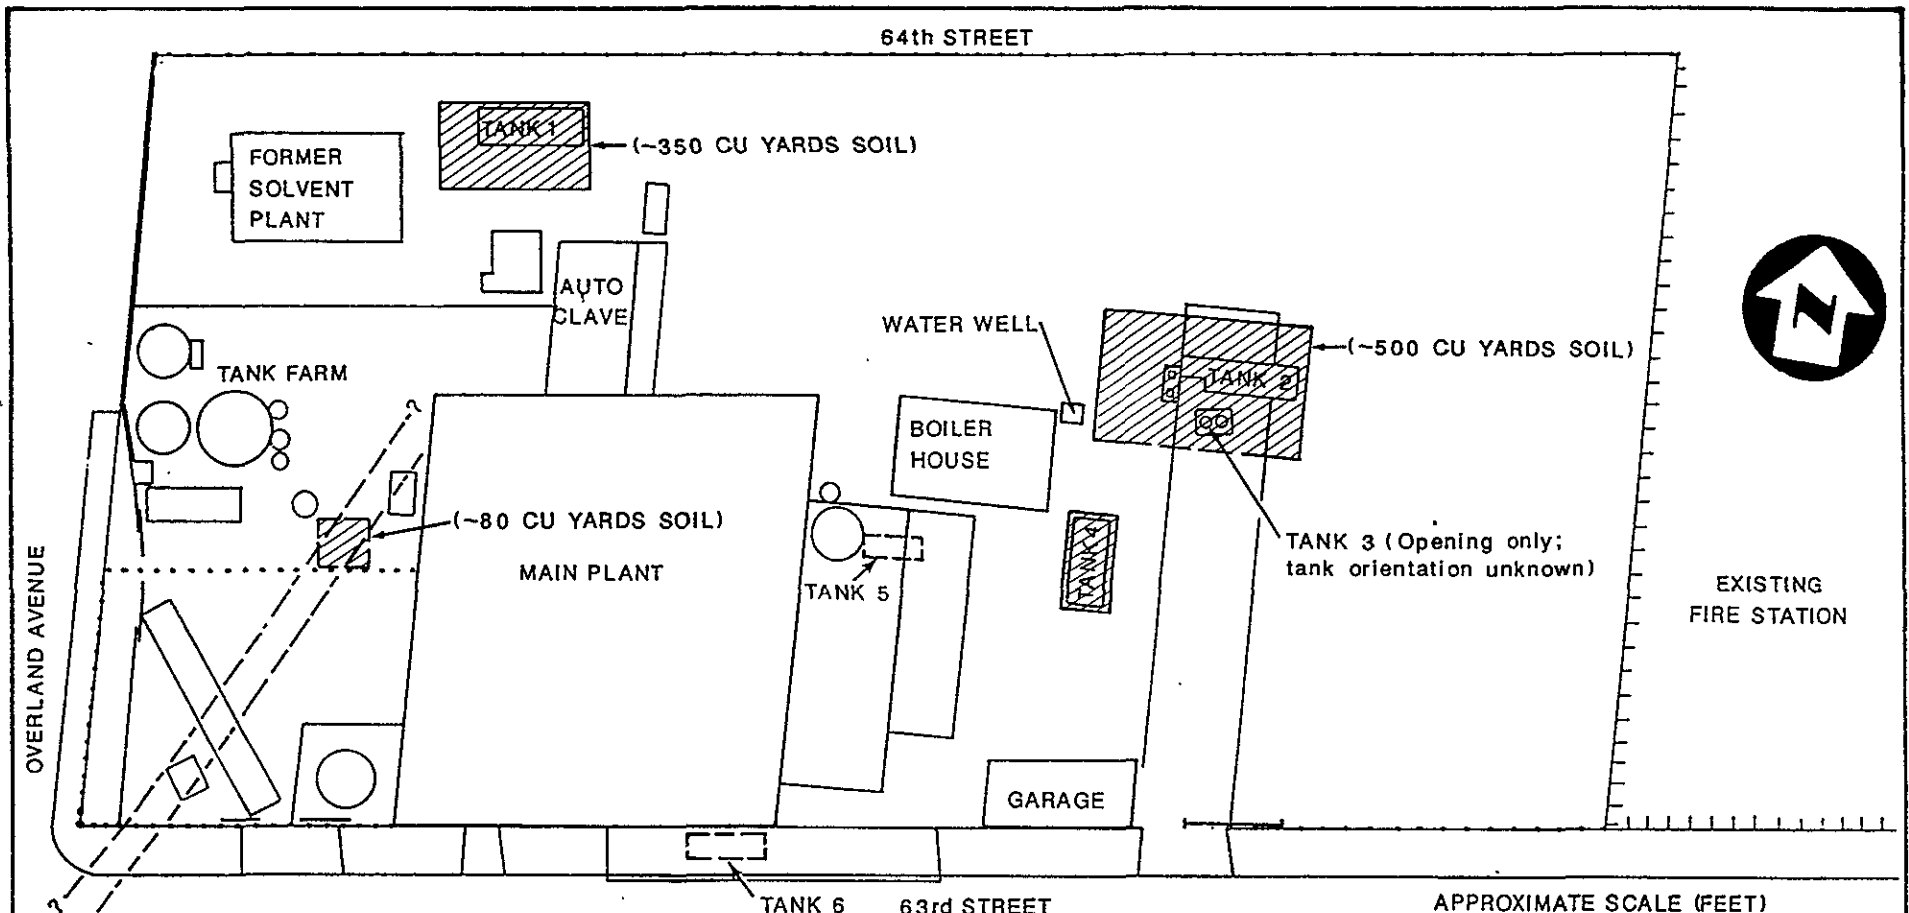 64th STREET
TANK 1
(~350 CU YARDS SOIL)
FORMER
SOLVENT
PLANT
AUTO
CLAVE
N
WATER WELL
(~500 CU YARDS SOIL)
TANK FARM
TANK 2
?
BOILER
HOUSE
(~80 CU YARDS SOIL)
MAIN PLANT
TANK 4
TANK 3 (Opening only;
tank orientation unknown)
TANK 5
EXISTING
FIRE STATION
OVERLAND AVENUE
GARAGE
?
TANK 6
63rd STREET
APPROXIMATE SCALE (FEET)